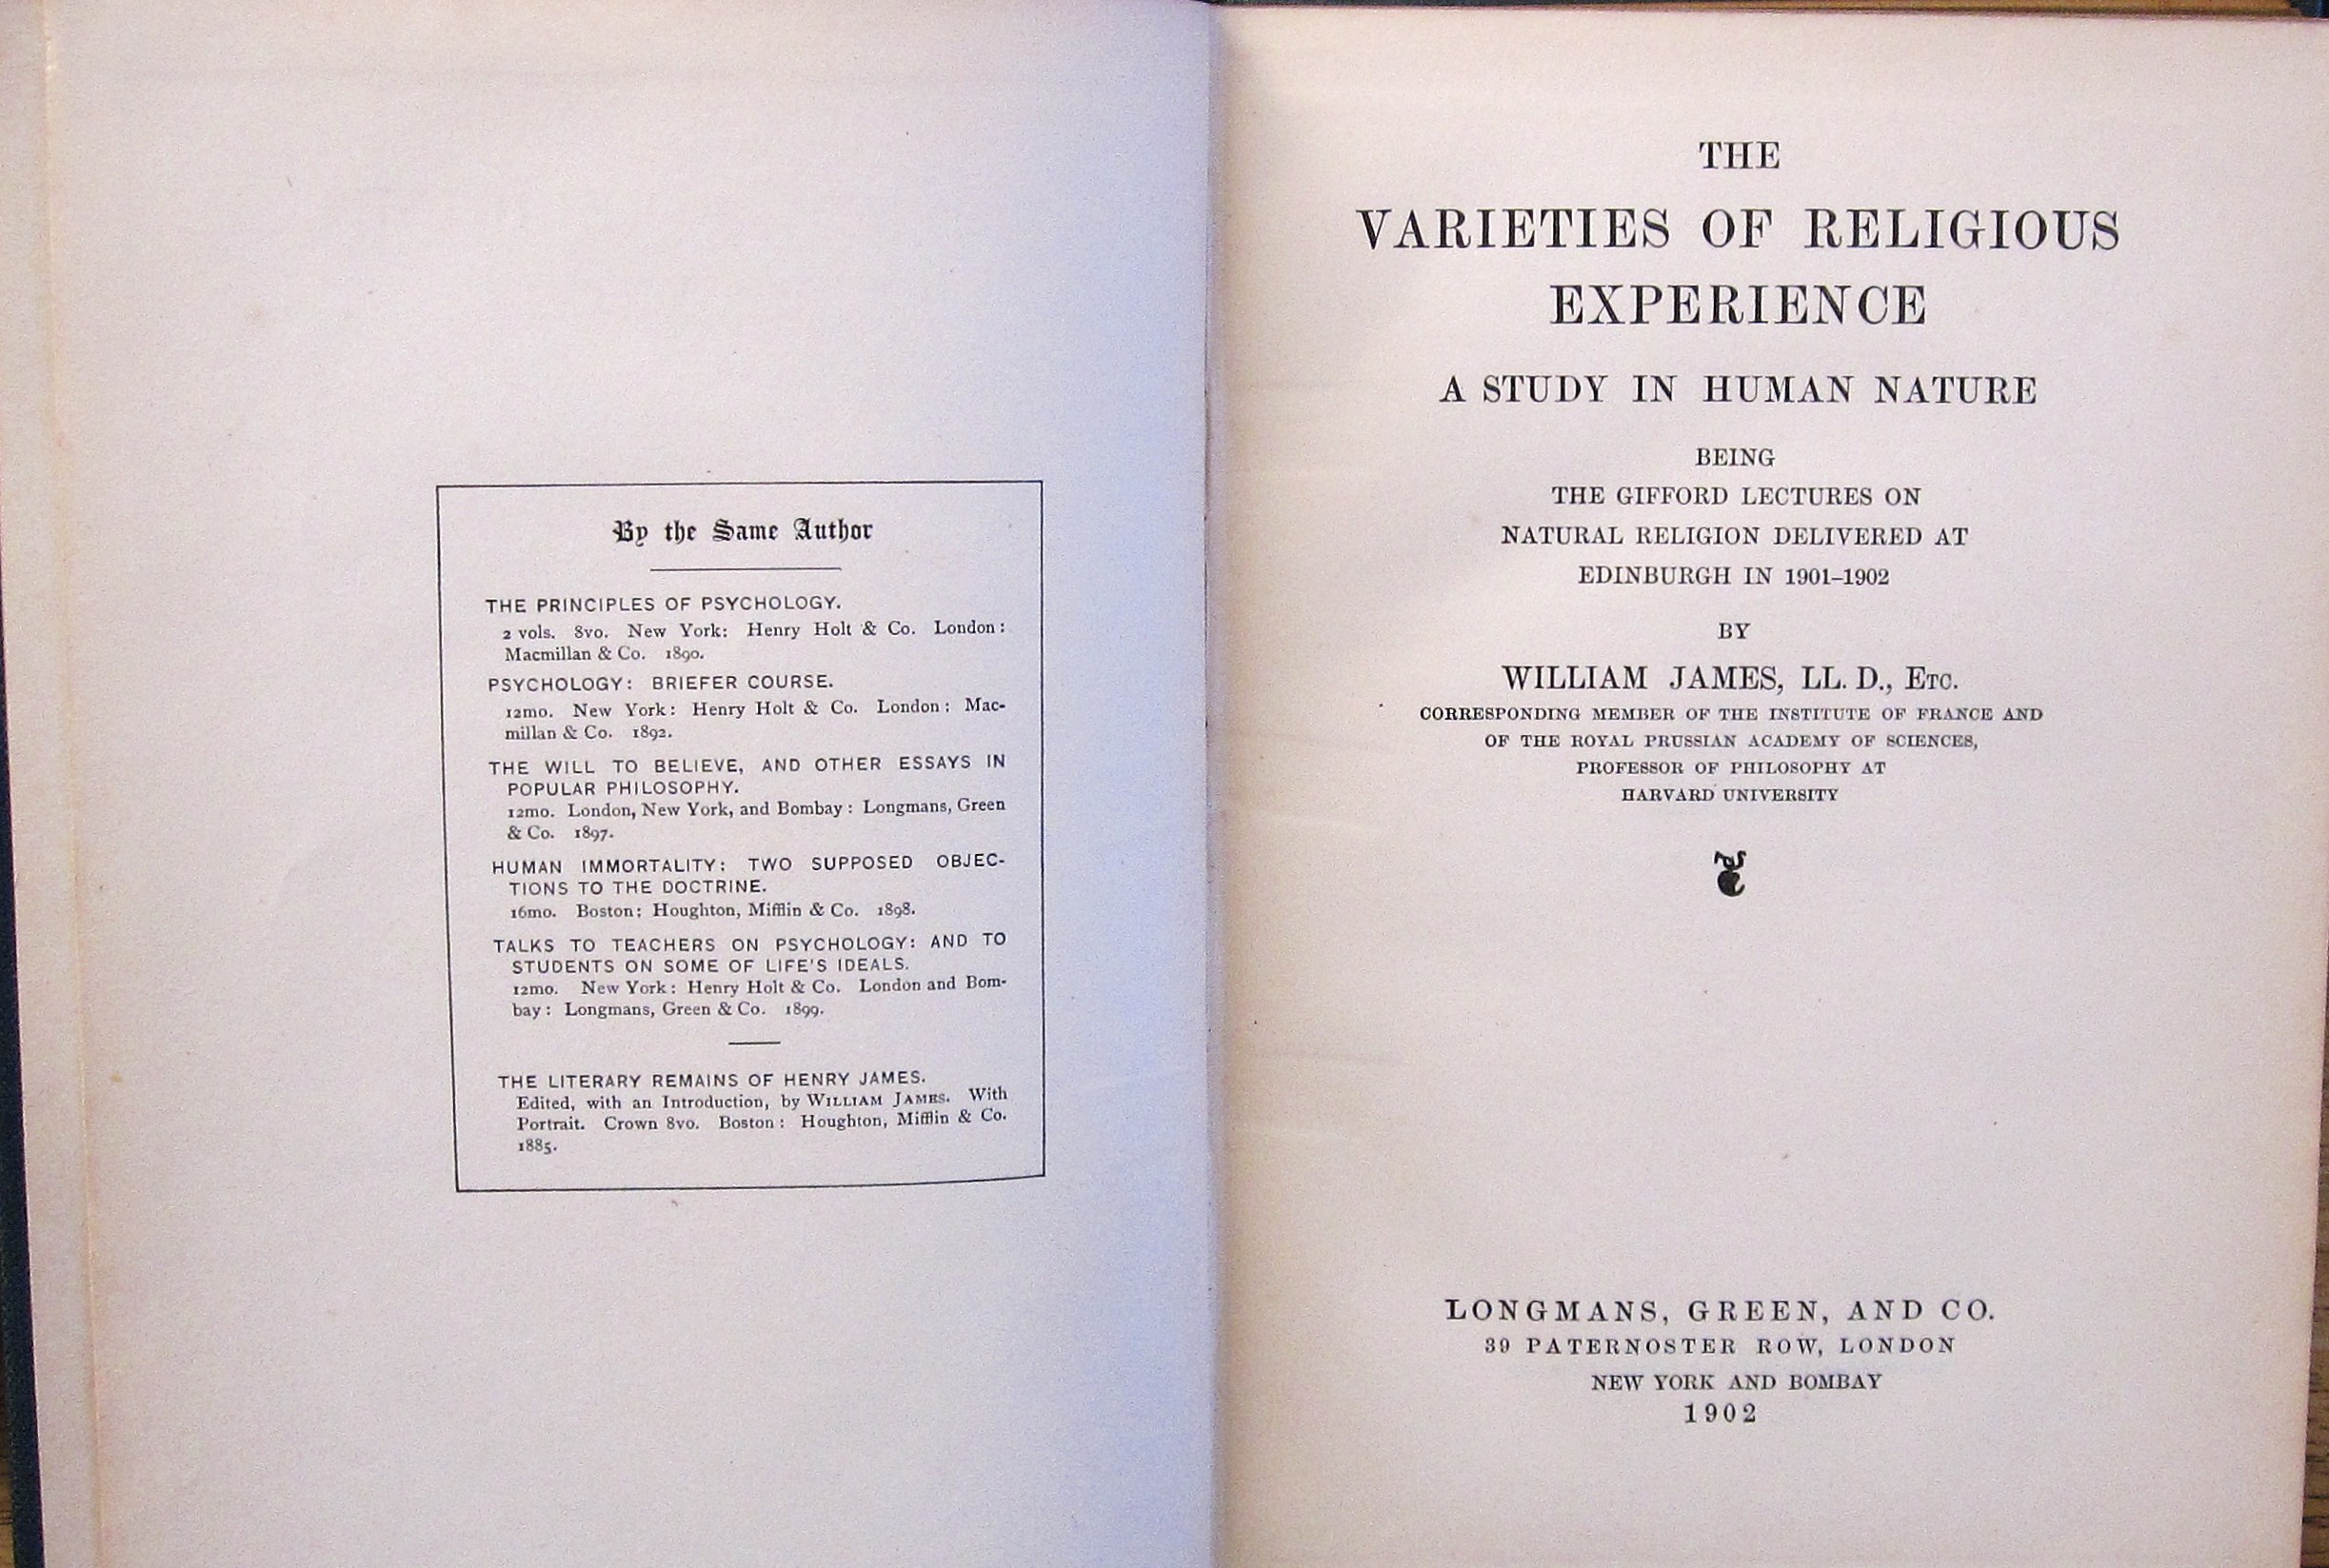 By the Same Author
THE PRINCIPLES OF PSYCHOLOGY.
2 vols. 8vo. New York: Henry Holt & Co. London:
Macmillan & Co. 1890.
PSYCHOLOGY: BRIEFER COURSE.
12mo. New York: Henry Holt & Co. London: Mac-
millan & Co. 1892.
THE WILL TO BELIEVE, AND OTHER ESSAYS IN
POPULAR PHILOSOPHY.
12mo. London, New York, and Bombay: Longmans, Green
& Co. 1897.
HUMAN IMMORTALITY: TWO SUPPOSED OBJEC-
TIONS TO THE DOCTRINE.
16mo. Boston: Houghton, Mifflin & Co. 1898.
TALKS TO TEACHERS ON PSYCHOLOGY: AND TO
STUDENTS ON SOME OF LIFE'S IDEALS.
12mo. New York: Henry Holt & Co. London and Bom-
bay: Longmans, Green & Co. 1899.
THE LITERARY REMAINS OF HENRY JAMES.
Edited, with an Introduction, by WILLIAM JAMES. With
Portrait. Crown 8vo. Boston: Houghton, Mifflin & Co.
1885.
THE
VARIETIES OF RELIGIOUS
EXPERIENCE
A STUDY IN HUMAN NATURE
BEING
THE GIFFORD LECTURES ON
NATURAL RELIGION DELIVERED AT
EDINBURGH IN 1901–1902
BY
WILLIAM JAMES, LL. D., ETC.
CORRESPONDING MEMBER OF THE INSTITUTE OF FRANCE AND
OF THE ROYAL PRUSSIAN ACADEMY OF SCIENCES,
PROFESSOR OF PHILOSOPHY AT
HARVARD UNIVERSITY
LONGMANS, GREEN, AND CO.
39 PATERNOSTER ROW, LONDON
NEW YORK AND BOMBAY
1902